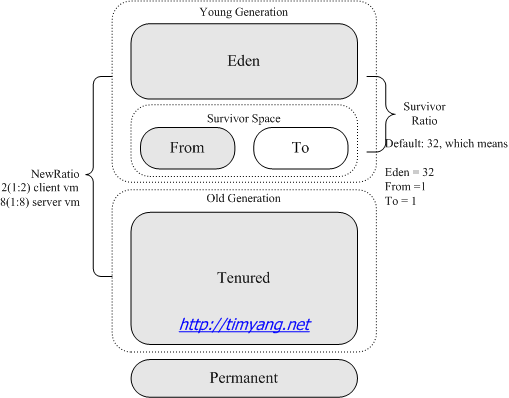 Young Generation
Eden
Survivor Space
From
To
Survivor
Ratio
Default: 32, which means
Eden = 32
From =1
To = 1
NewRatio
2(1:2) client vm
8(1:8) server vm
Old Generation
Tenured
http://timyang.net
Permanent